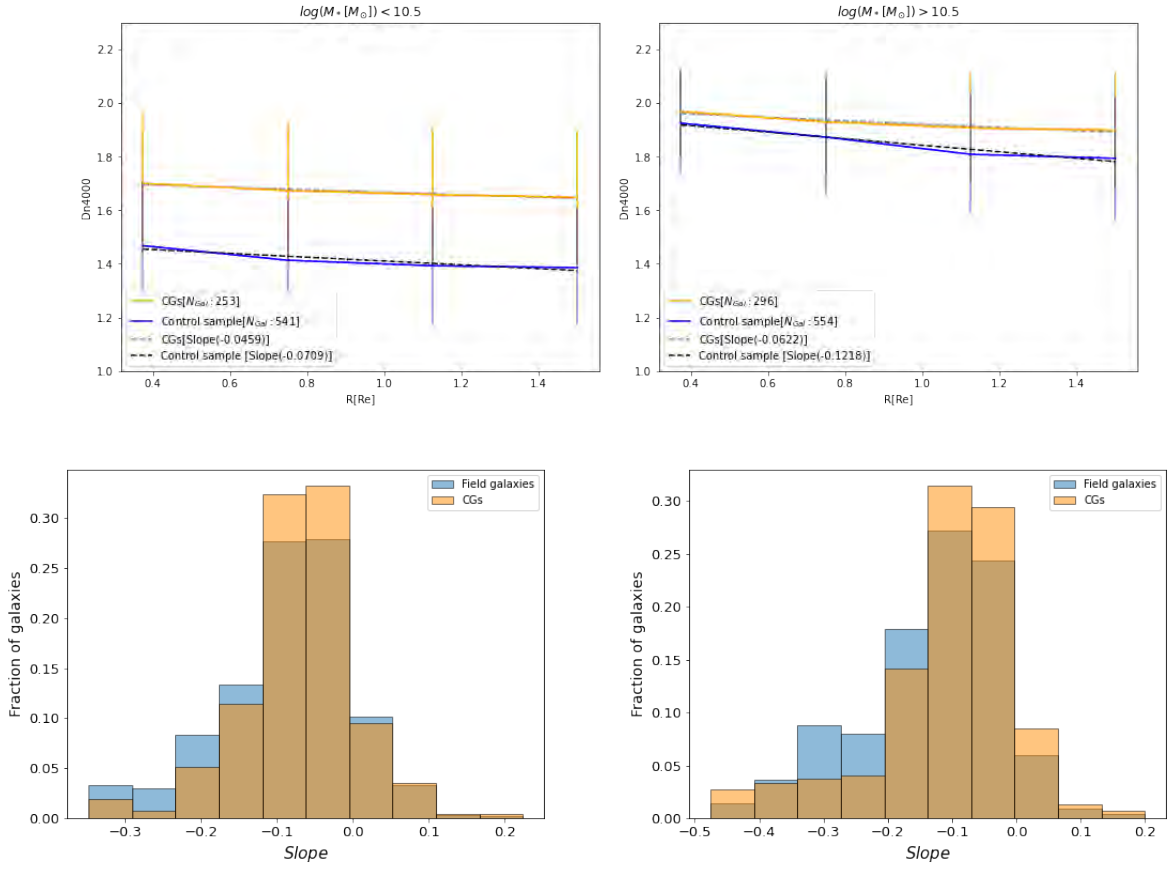 log(M*[M⊙]) < 10.5
2.2
2.0
1.8
1.6
1.4
1.2
1.0
Dn4000
CGs[N_Gal : 253]
Control sample[N_Gal : 541]
CGs[Slope(-0.0459)]
Control sample [Slope(-0.0709)]
0.4 0.6 0.8 1.0 1.2 1.4
R[Re]
log(M*[M⊙]) > 10.5
2.2
2.0
1.8
1.6
1.4
1.2
1.0
Dn4000
CGs[N_Gal : 296]
Control sample[N_Gal : 554]
CGs[Slope(-0.0622)]
Control sample [Slope(-0.1218)]
0.4 0.6 0.8 1.0 1.2 1.4
R[Re]
Field galaxies
CGs
0.30
0.25
0.20
0.15
0.10
0.05
0.00
Fraction of galaxies
−0.3 −0.2 −0.1 0.0 0.1 0.2
Slope
Field galaxies
CGs
0.30
0.25
0.20
0.15
0.10
0.05
0.00
Fraction of galaxies
−0.5 −0.4 −0.3 −0.2 −0.1 0.0 0.1 0.2
Slope